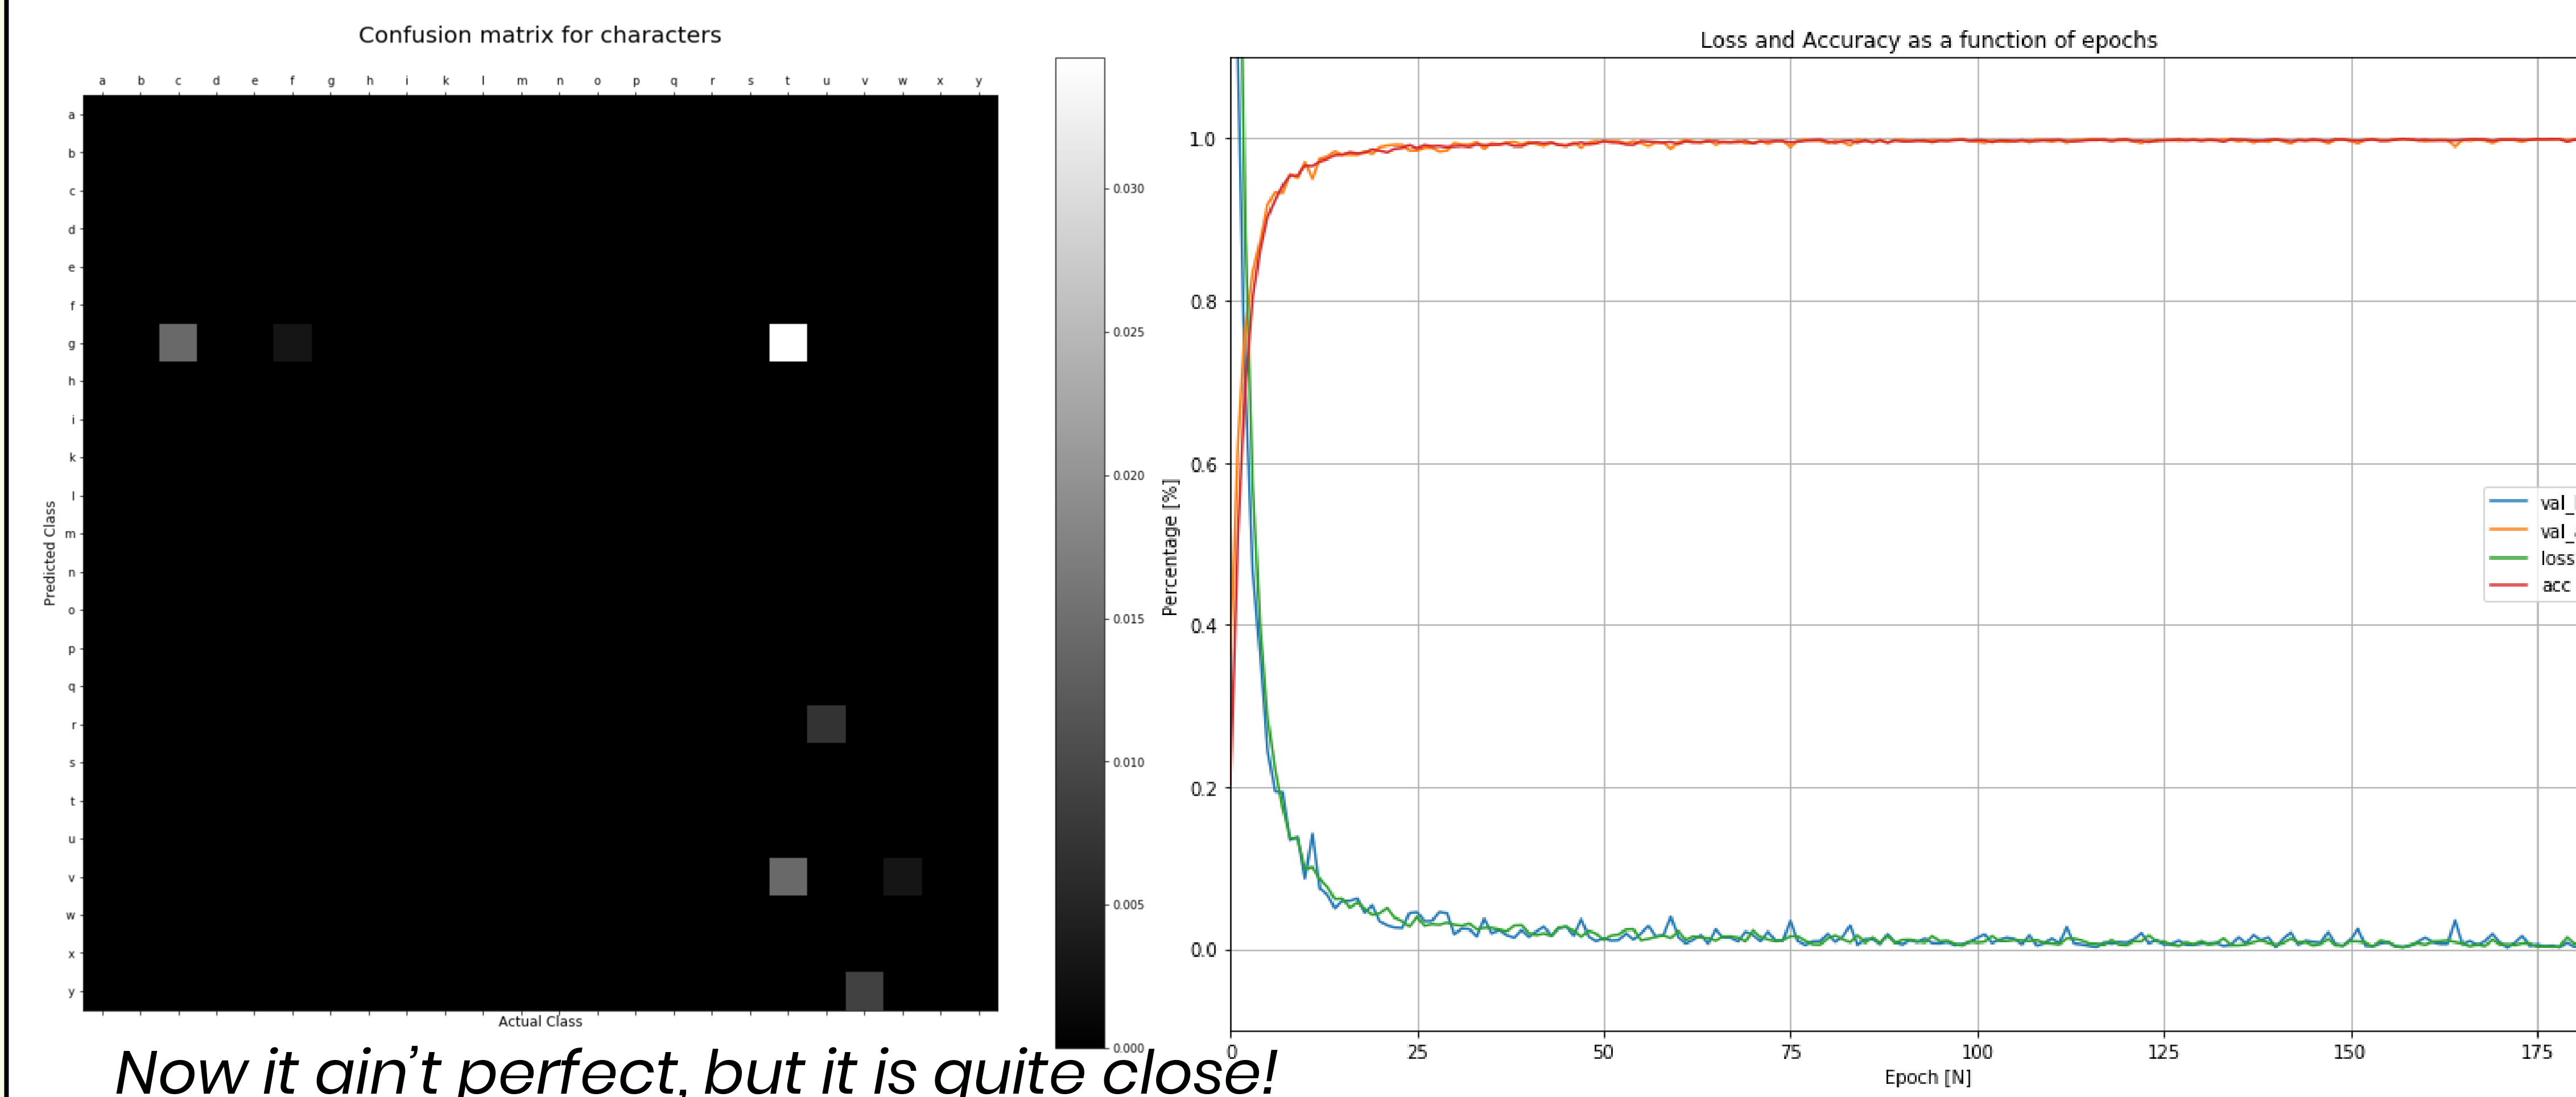 Confusion matrix for characters
a b c d e f g h i k l m n o p q r s t u v w x y
a
b
c
d
e
f
g
h
i
k
l
m
n
o
p
q
r
s
t
u
v
w
x
y
Predicted Class
Actual Class
0.030
0.025
0.020
0.015
0.010
0.005
0.000
Loss and Accuracy as a function of epochs
1.0
0.8
0.6
0.4
0.2
0.0
Percentage [%]
0 25 50 75 100 125 150 175
Epoch [N]
val_
val_
loss
acc
Now it ain't perfect, but it is quite close!